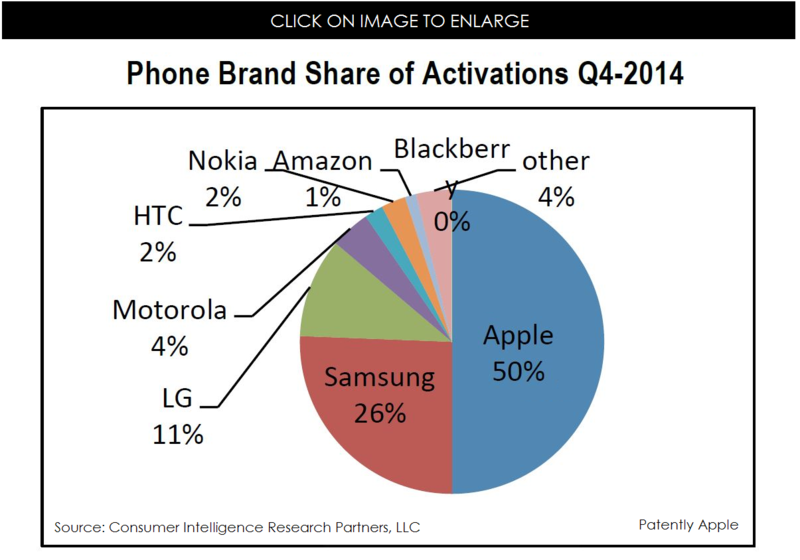 CLICK ON IMAGE TO ENLARGE
Phone Brand Share of Activations Q4-2014
Nokia
2%
Amazon
1%
Blackberr
y
0%
other
4%
HTC
2%
Motorola
4%
LG
11%
Apple
50%
Samsung
26%
Source: Consumer Intelligence Research Partners, LLC
Patently Apple